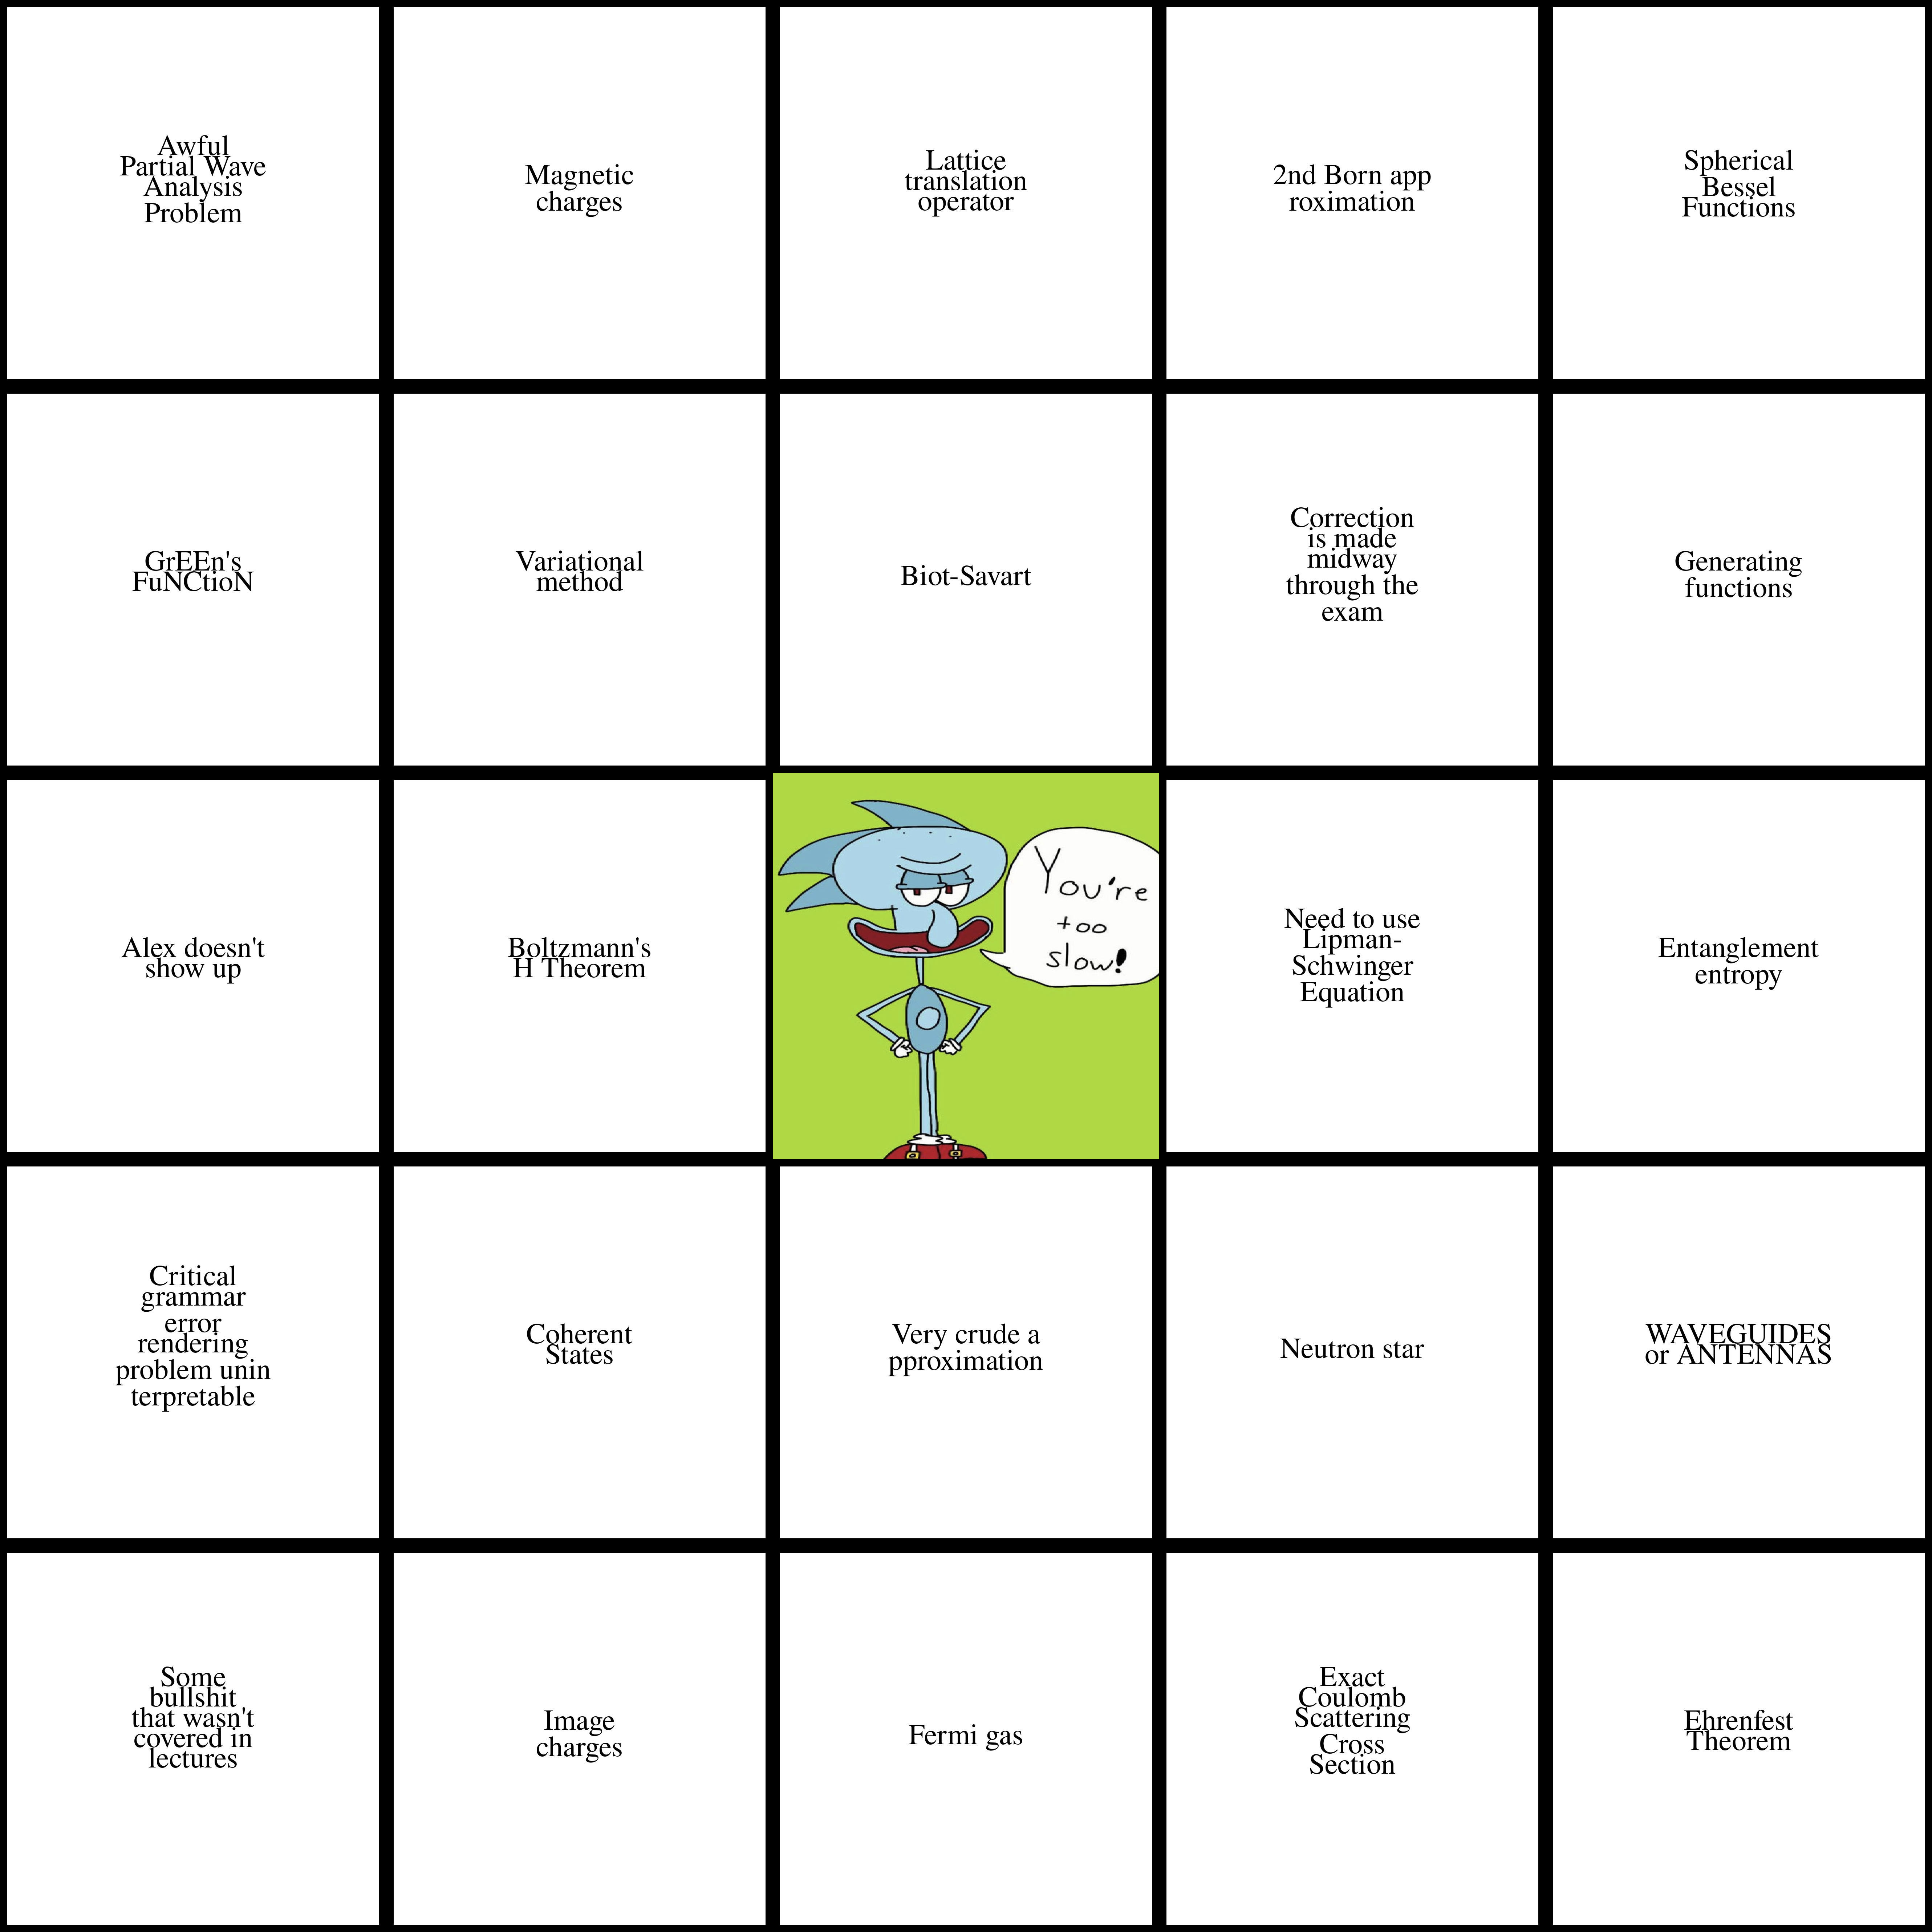 Awful
Partial Wave
Analysis
Problem
Magnetic
charges
Lattice
translation
operator
2nd Born app
roximation
Spherical
Bessel
Functions
GrEEn's
FuNCtioN
Variational
method
Biot-Savart
Correction
is made
midway
through the
exam
Generating
functions
Alex doesn't
show up
Boltzmann's
H Theorem
You're
too
slow!
Need to use
Lipman-
Schwinger
Equation
Entanglement
entropy
Critical
grammar
error
rendering
problem unin
terpretable
Coherent
States
Very crude a
pproximation
Neutron star
WAVEGUIDES
or ANTENNAS
Some
bullshit
that wasn't
covered in
lectures
Image
charges
Fermi gas
Exact
Coulomb
Scattering
Cross
Section
Ehrenfest
Theorem